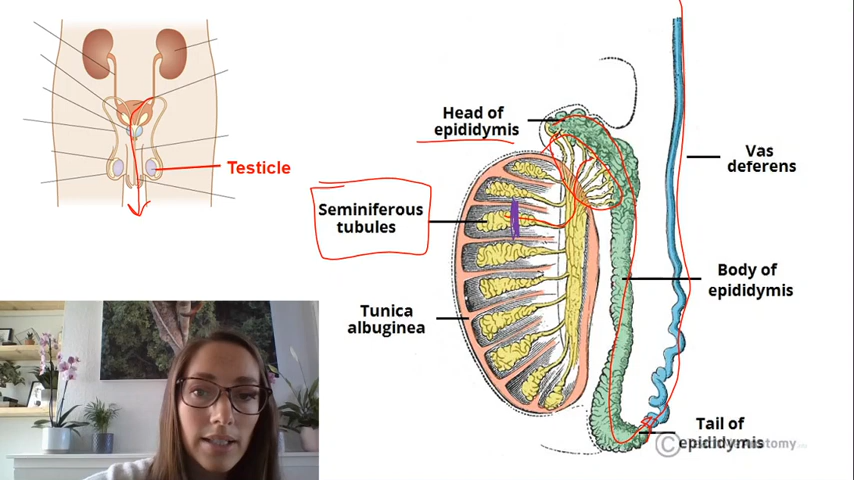 Testicle
Head of
epididymis
Seminiferous
tubules
Tunica
albuginea
Vas
deferens
Body of
epididymis
Tail of
epididymis